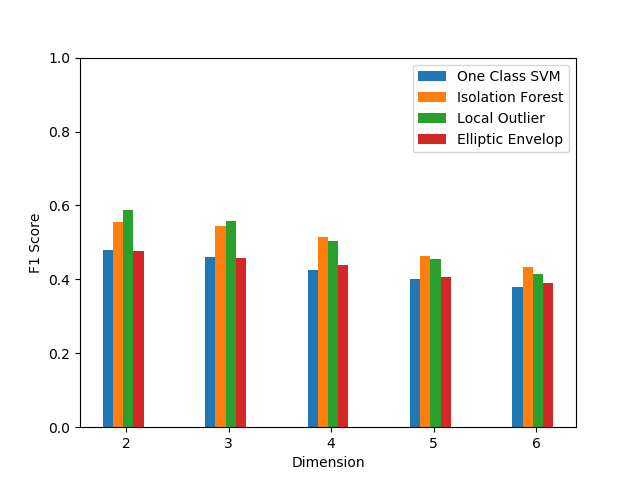 1.0
0.8
0.6
0.4
0.2
0.0
F1 Score
2 3 4 5 6
Dimension
One Class SVM
Isolation Forest
Local Outlier
Elliptic Envelop